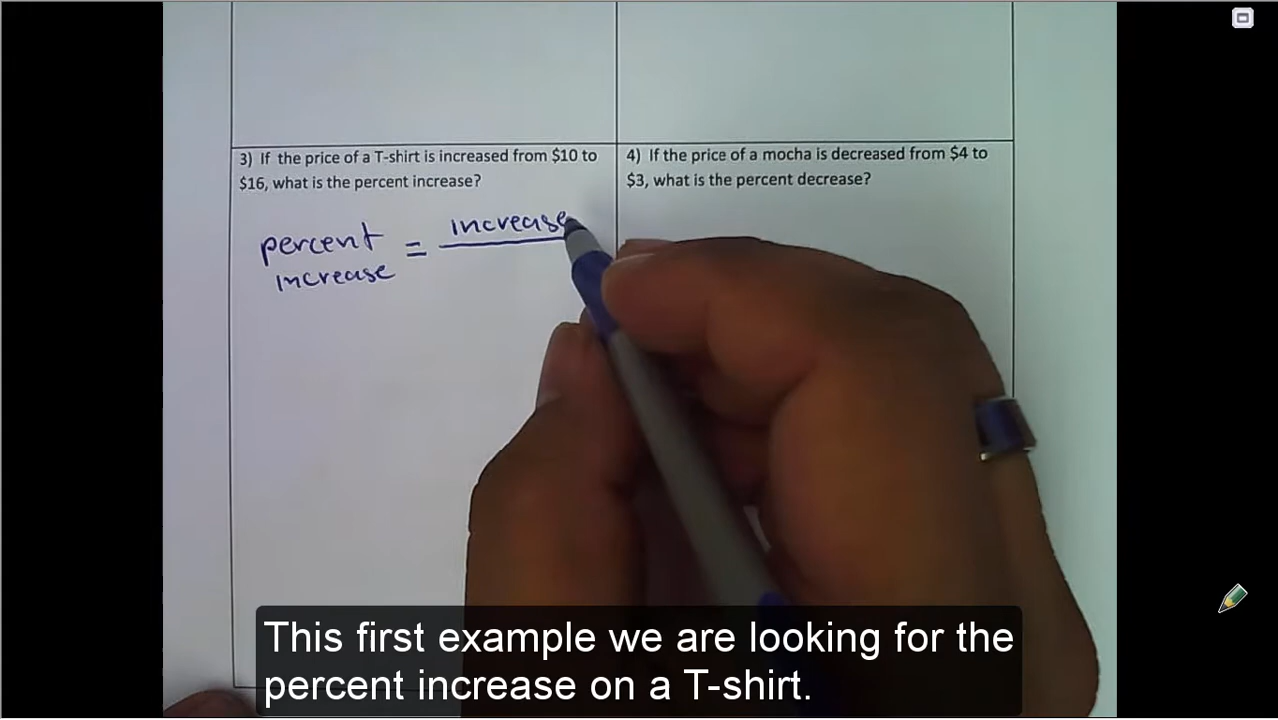 3) If the price of a T-shirt is increased from $10 to
$16, what is the percent increase?
4) If the price of a mocha is decreased from $4 to
$3, what is the percent decrease?
percent
increase
=
increase
This first example we are looking for the
percent increase on a T-shirt.